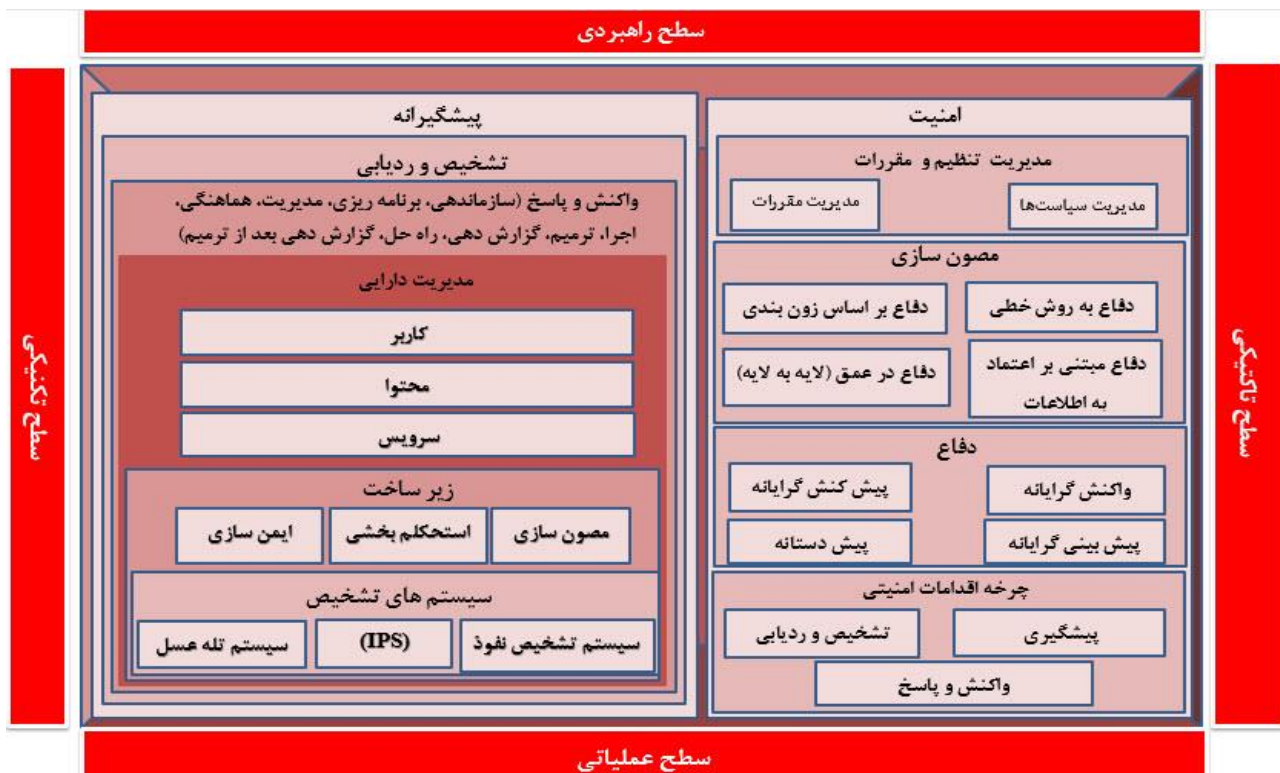 سطح راهبردی
امنیت
مدیریت تنظیم و مقررات
مدیریت سیاست‌ها
مدیریت مقررات
مصون سازی
دفاع به روش خطی
دفاع بر اساس زون بندی
دفاع مبتنی بر اعتماد
به اطلاعات
دفاع در عمق (لایه به لایه)
دفاع
واکنش گرایانه
پیش کنش گرایانه
پیش بینی گرایانه
پیش دستانه
چرخه اقدامات امنیتی
پیشگیری
تشخیص و ردیابی
واکنش و پاسخ
پیشگیرانه
تشخیص و ردیابی
واکنش و پاسخ (سازماندهی، برنامه ریزی، مدیریت، هماهنگی،
اجرا، ترمیم، گزارش دهی، راه حل، گزارش دهی بعد از ترمیم)
مدیریت دارایی
کاربر
محتوا
سرویس
زیر ساخت
مصون سازی
استحکلم بخشی
ایمن سازی
سیستم های تشخیص
سیستم تشخیص نفوذ
(IPS)
سیستم تله عسل
سطح تاکتیکی
سطح تکنیکی
سطح عملیاتی